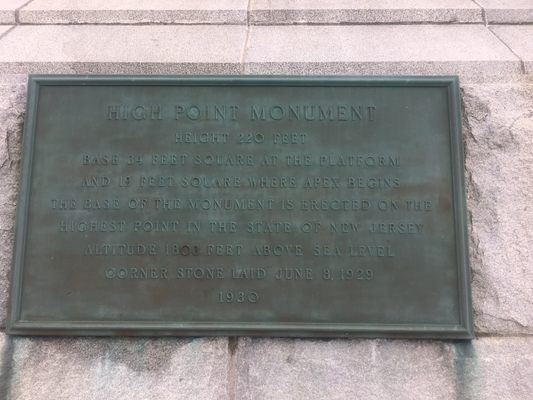 HIGH POINT MONUMENT
HEIGHT 220 FEET
BASE 34 FEET SQUARE AT THE PLATFORM
AND 19 FEET SQUARE WHERE APEX BEGINS
THE BASE OF THE MONUMENT IS ERECTED ON THE
HIGHEST POINT IN THE STATE OF NEW JERSEY
ALTITUDE 1803 FEET ABOVE SEA LEVEL
CORNER STONE LAID JUNE 8, 1929
1930